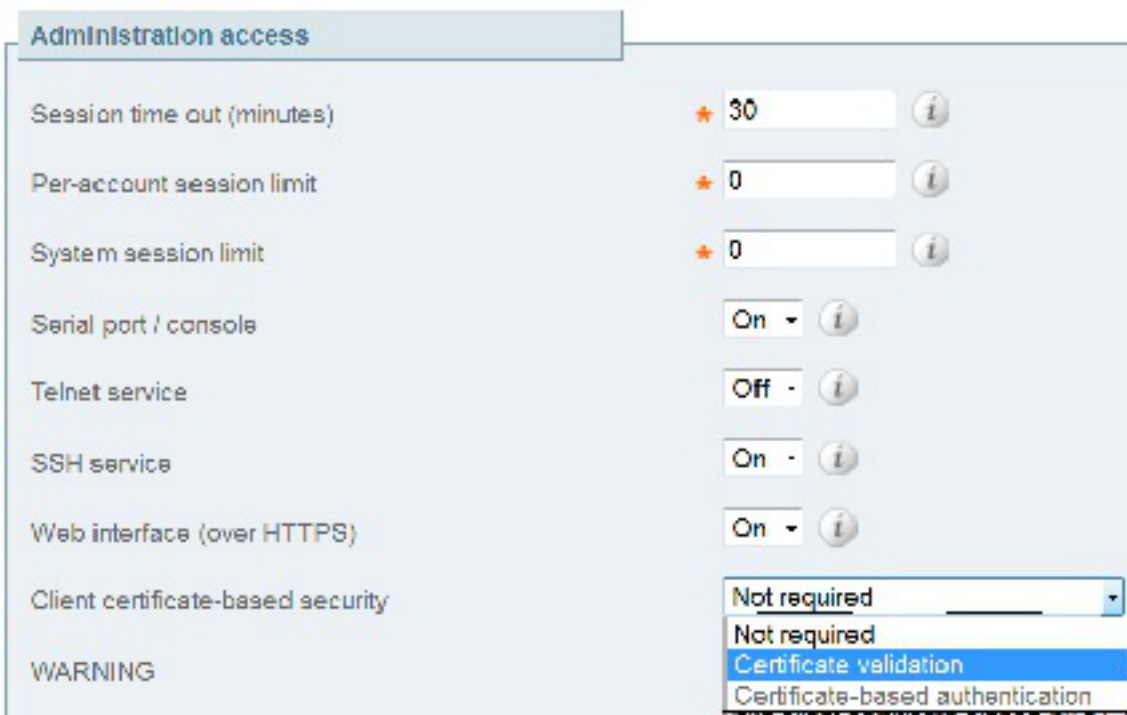 Administration access
Session time out (minutes) * 30 i
Per-account session limit * 0 i
System session limit * 0 i
Serial port / console On i
Telnet service Off i
SSH service On i
Web interface (over HTTPS) On i
Client certificate-based security Not required
Not required
WARNING Certificate validation
Certificate-based authentication